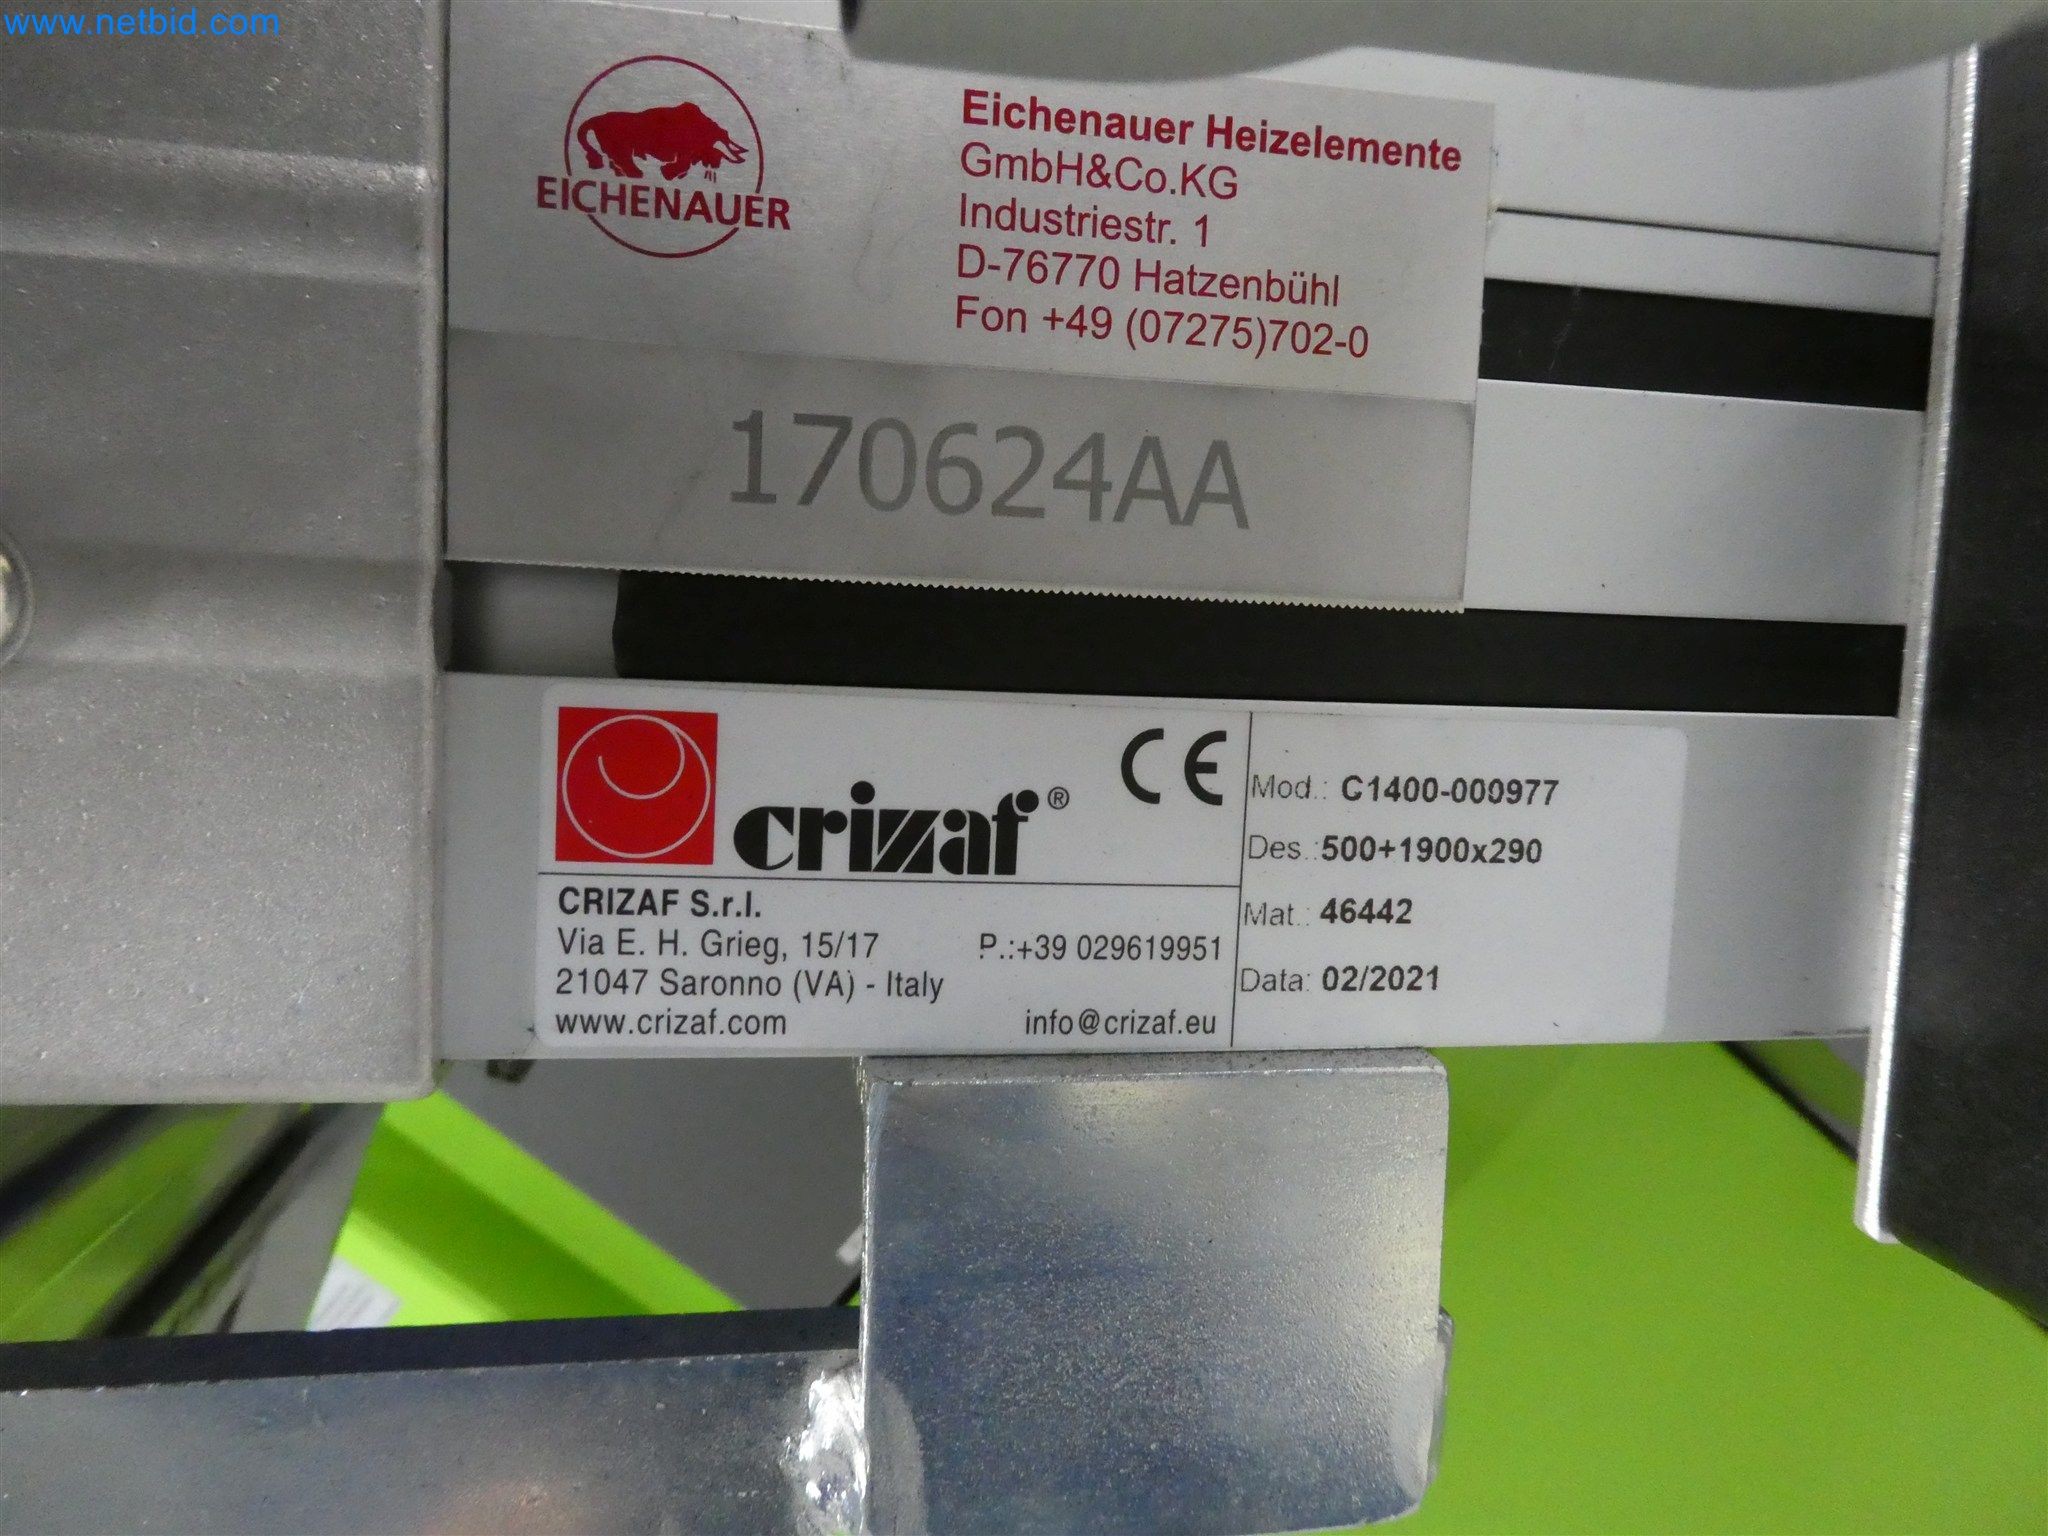 www.netbid.com
EICHENAUER
Eichenauer Heizelemente
GmbH&Co.KG
Industriestr. 1
D-76770 Hatzenbühl
Fon +49 (07275)702-0
170624AA
crizaf® CE
CRIZAF S.r.l.
Via E. H. Grieg, 15/17 P.:+39 029619951
21047 Saronno (VA) - Italy
www.crizaf.com info@crizaf.eu
Mod.: C1400-000977
Des.:500+1900x290
Mat.: 46442
Data: 02/2021